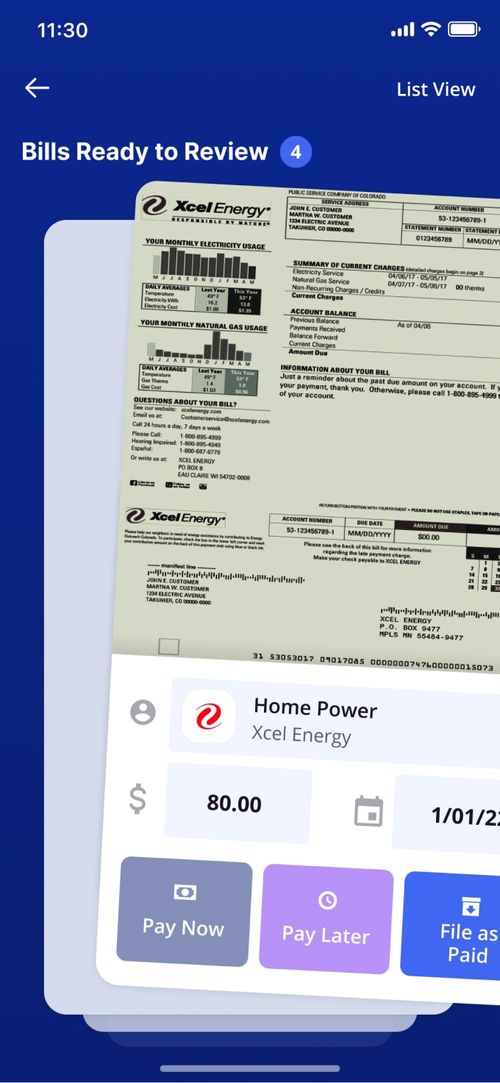 11:30
List View
Bills Ready to Review 4
Xcel Energy®
RESPONSIBLE BY NATURE®
PUBLIC SERVICE COMPANY OF COLORADO
SERVICE ADDRESS
JOHN E. CUSTOMER
MARTHA W. CUSTOMER
1234 ELECTRIC AVENUE
TAKUHIER, CO 00000-0000
ACCOUNT NUMBER
53-123456789-1
STATEMENT NUMBER
0123456789
MM/DD/Y
YOUR MONTHLY ELECTRICITY USAGE
M J J A S O N D J F M A M
DAILY AVERAGES Last Year This Year
Temperature 49° F 53° F
Electricity kWh 16.2 13.8
Electricity Cost $1.88 $1.29
YOUR MONTHLY NATURAL GAS USAGE
M J J A S O N D J F M A M
DAILY AVERAGES Last Year This Year
Temperature 49° F 53° F
Gas Therms 1.4
Gas Cost $1.03
QUESTIONS ABOUT YOUR BILL?
See our website: xcelenergy.com
Email us at: Customerservice@xcelenergy.com
Call 24 hours a day, 7 days a week
Please Call: 1-800-895-4999
Hearing Impaired: 1-800-895-4949
Español: 1-800-687-8778
Or write us at: XCEL ENERGY
PO BOX 8
EAU CLAIRE WI 54702-0008
SUMMARY OF CURRENT CHARGES (detailed charges begin on page 2)
Electricity Service 04/06/17 - 05/05/17
Natural Gas Service 04/07/17 - 05/08/17 00 therms
Non-Recurring Charges / Credits
Current Charges
ACCOUNT BALANCE
Previous Balance As of 04/06
Payments Received
Balance Forward
Current Charges
Amount Due
INFORMATION ABOUT YOUR BILL
Just a reminder about the past due amount on your account. If y
your payment, thank you. Otherwise, please call 1-800-895-4999
of your account.
RETURN BOTTOM PORTION WITH YOUR PAYMENT • PLEASE DO NOT USE STAPLES, TAPE OR PAPE
Xcel Energy®
ACCOUNT NUMBER DUE DATE AMOUNT DUE
53-123456789-1 MM/DD/YYYY $00.00
Please see the back of this bill for more information
regarding the late payment charge.
Make your check payable to XCEL ENERGY
manifest line
JOHN E. CUSTOMER
MARTHA W. CUSTOMER
1234 ELECTRIC AVENUE
TAKUHIER, CO 00000-0000
XCEL ENERGY
P.O. BOX 9477
MPLS MN 55484-9477
31 53053017 09017085 0000000747600000015073
Home Power
Xcel Energy
$ 80.00
1/01/2
Pay Now
Pay Later
File as
Paid